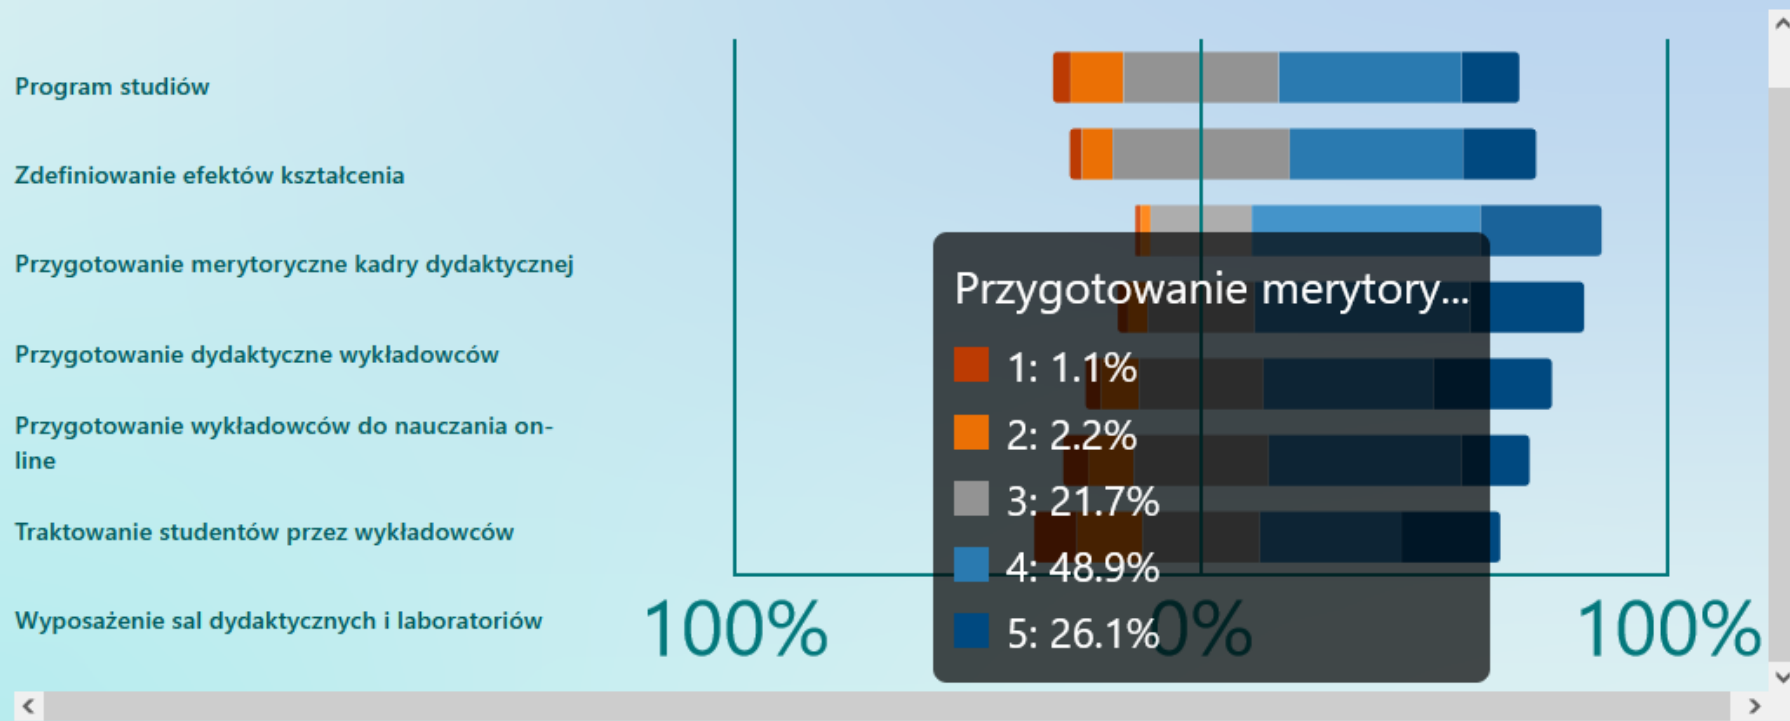 Program studiów
Zdefiniowanie efektów kształcenia
Przygotowanie merytoryczne kadry dydaktycznej
Przygotowanie dydaktyczne wykładowców
Przygotowanie wykładowców do nauczania on-
line
Traktowanie studentów przez wykładowców
Wyposażenie sal dydaktycznych i laboratoriów
Przygotowanie merytory...
1: 1.1%
2: 2.2%
3: 21.7%
4: 48.9%
5: 26.1%
100%
0%
100%